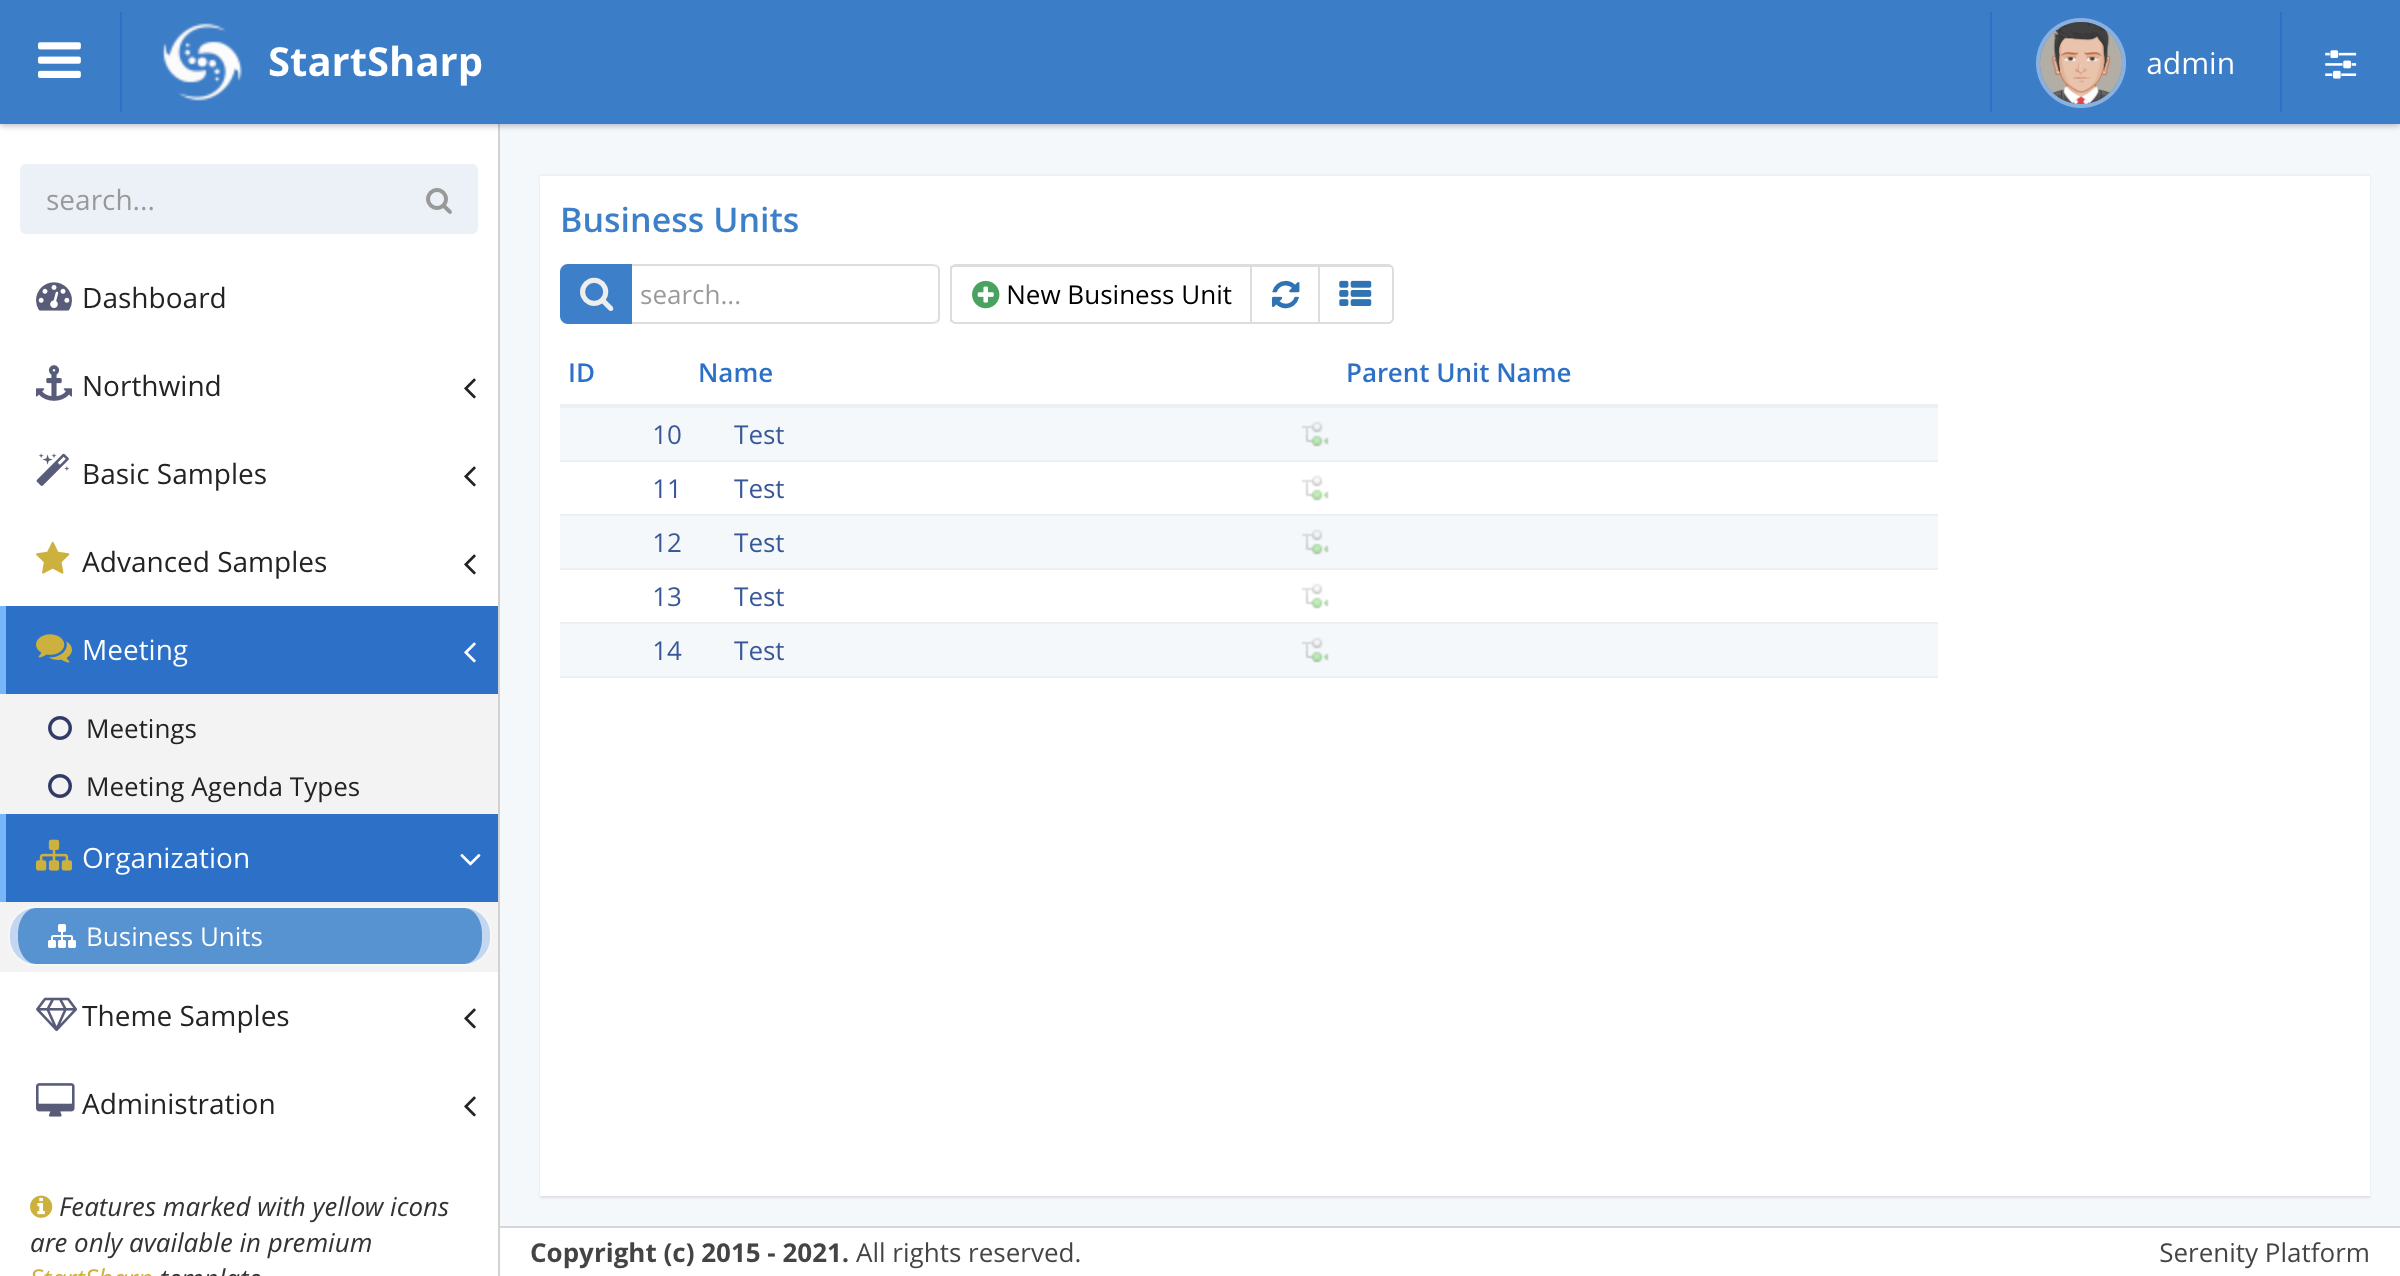 StartSharp
admin
search...
Dashboard
Northwind
Basic Samples
Advanced Samples
Meeting
Meetings
Meeting Agenda Types
Organization
Business Units
Theme Samples
Administration
Features marked with yellow icons
are only available in premium
StartSharp template
Business Units
search...
New Business Unit
ID Name Parent Unit Name
10 Test
11 Test
12 Test
13 Test
14 Test
Copyright (c) 2015 - 2021. All rights reserved.
Serenity Platform